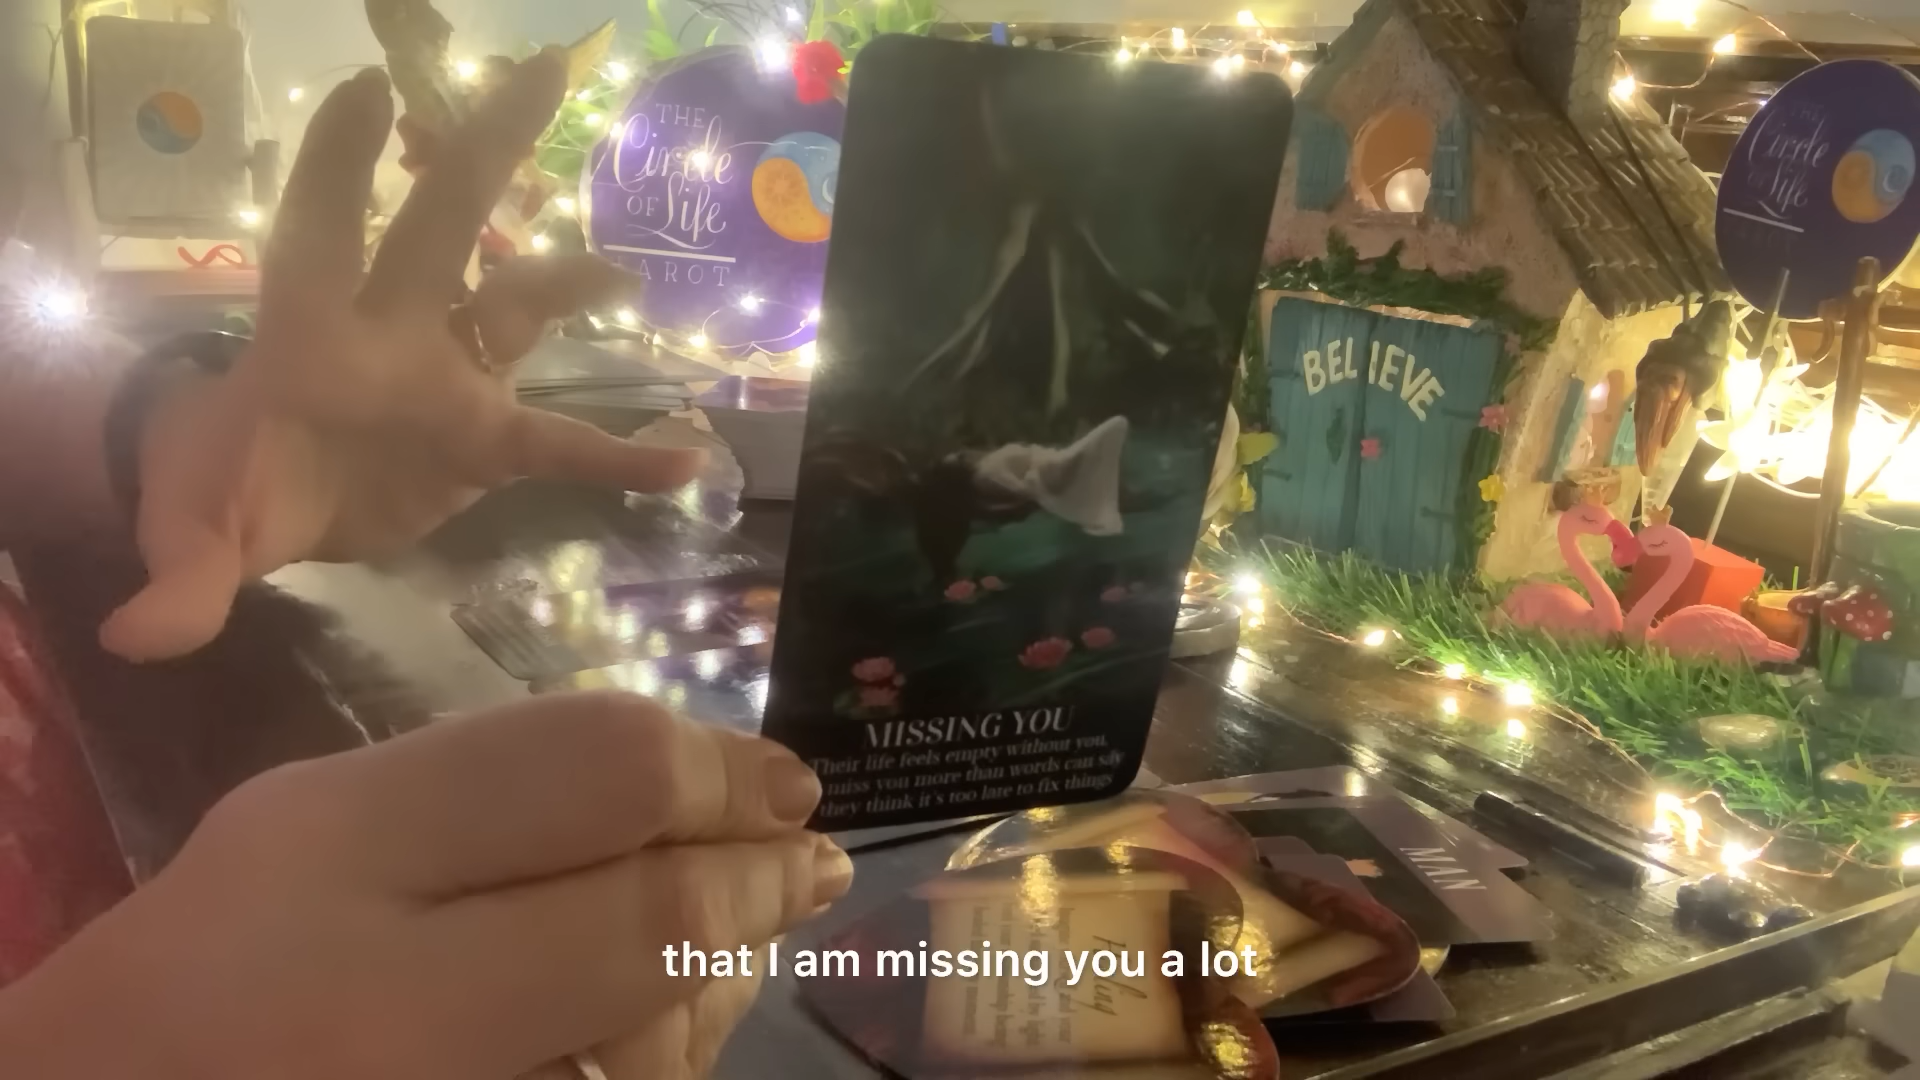 THE
Circle
OF Life
TAROT
Circle
OF Life
BELIEVE
MISSING YOU
Their life feels empty without you,
miss you more than words can say
they think it's too late to fix things
MAN
that I am missing you a lot